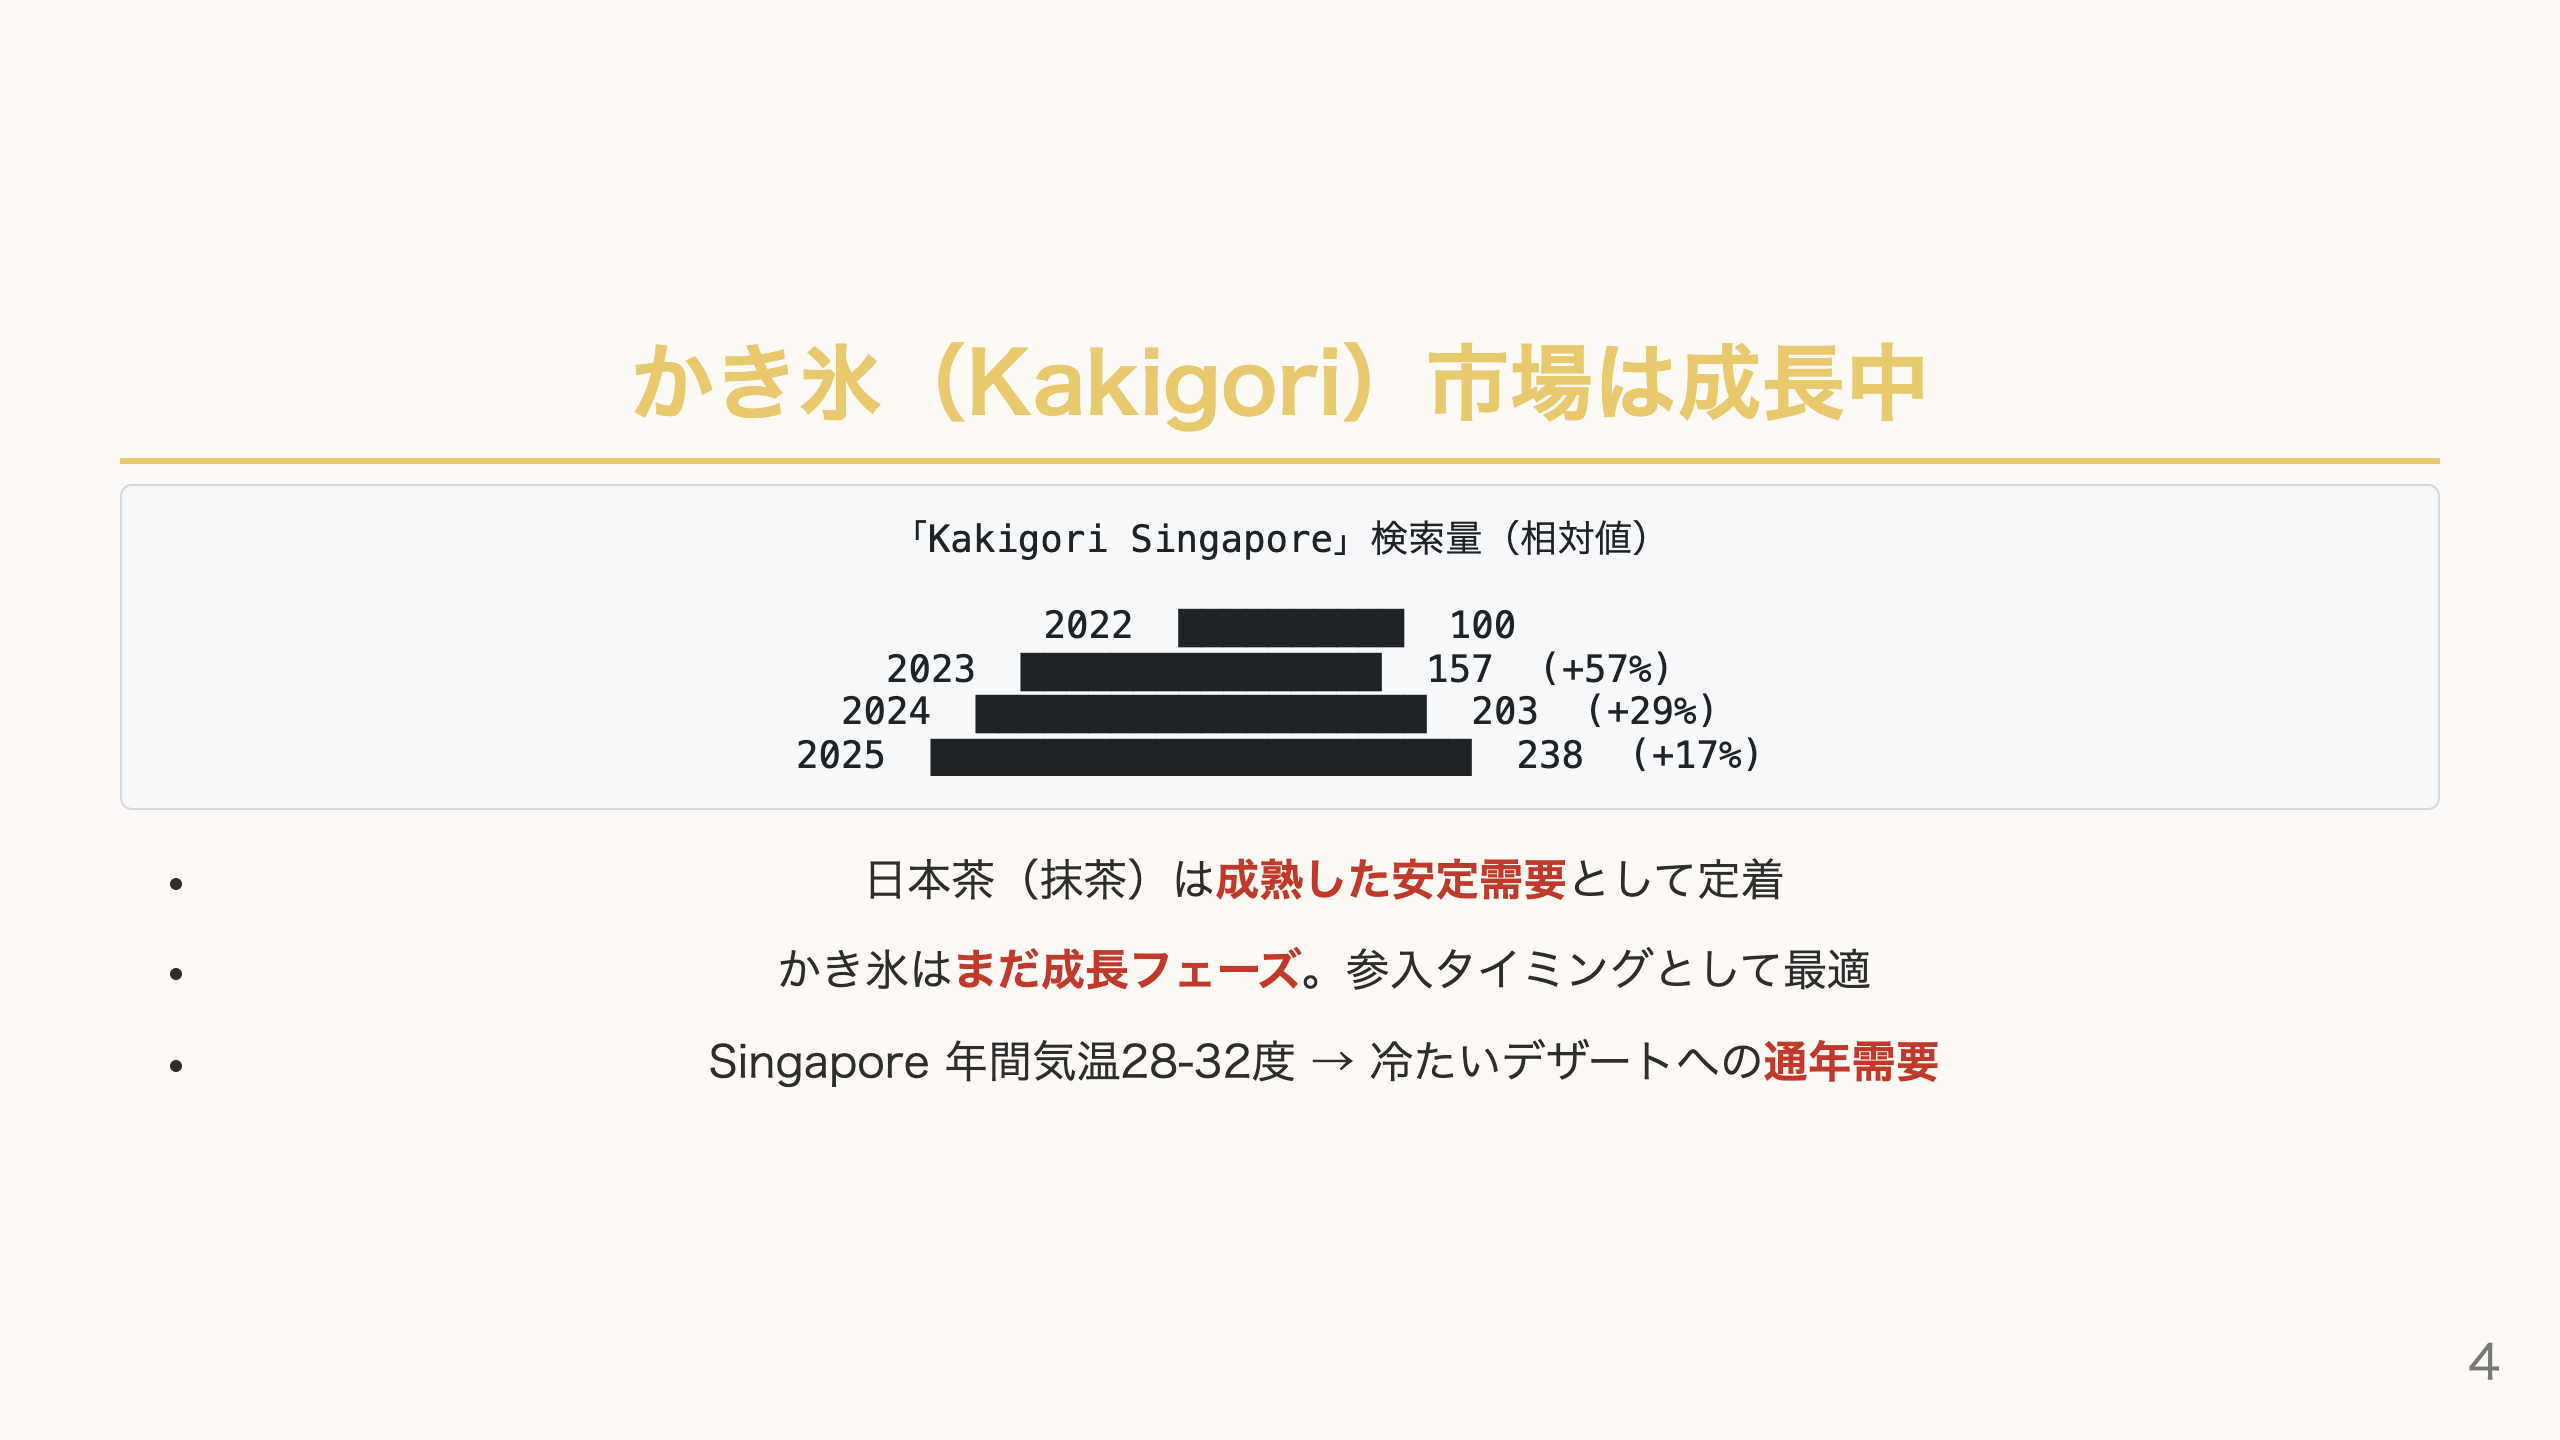 かき氷（Kakigori）市場は成長中
「Kakigori Singapore」検索量（相対値）
2022 100
2023 157 (+57%)
2024 203 (+29%)
2025 238 (+17%)
• 日本茶（抹茶）は成熟した安定需要として定着
• かき氷はまだ成長フェーズ。参入タイミングとして最適
• Singapore 年間気温28-32度 → 冷たいデザートへの通年需要
4